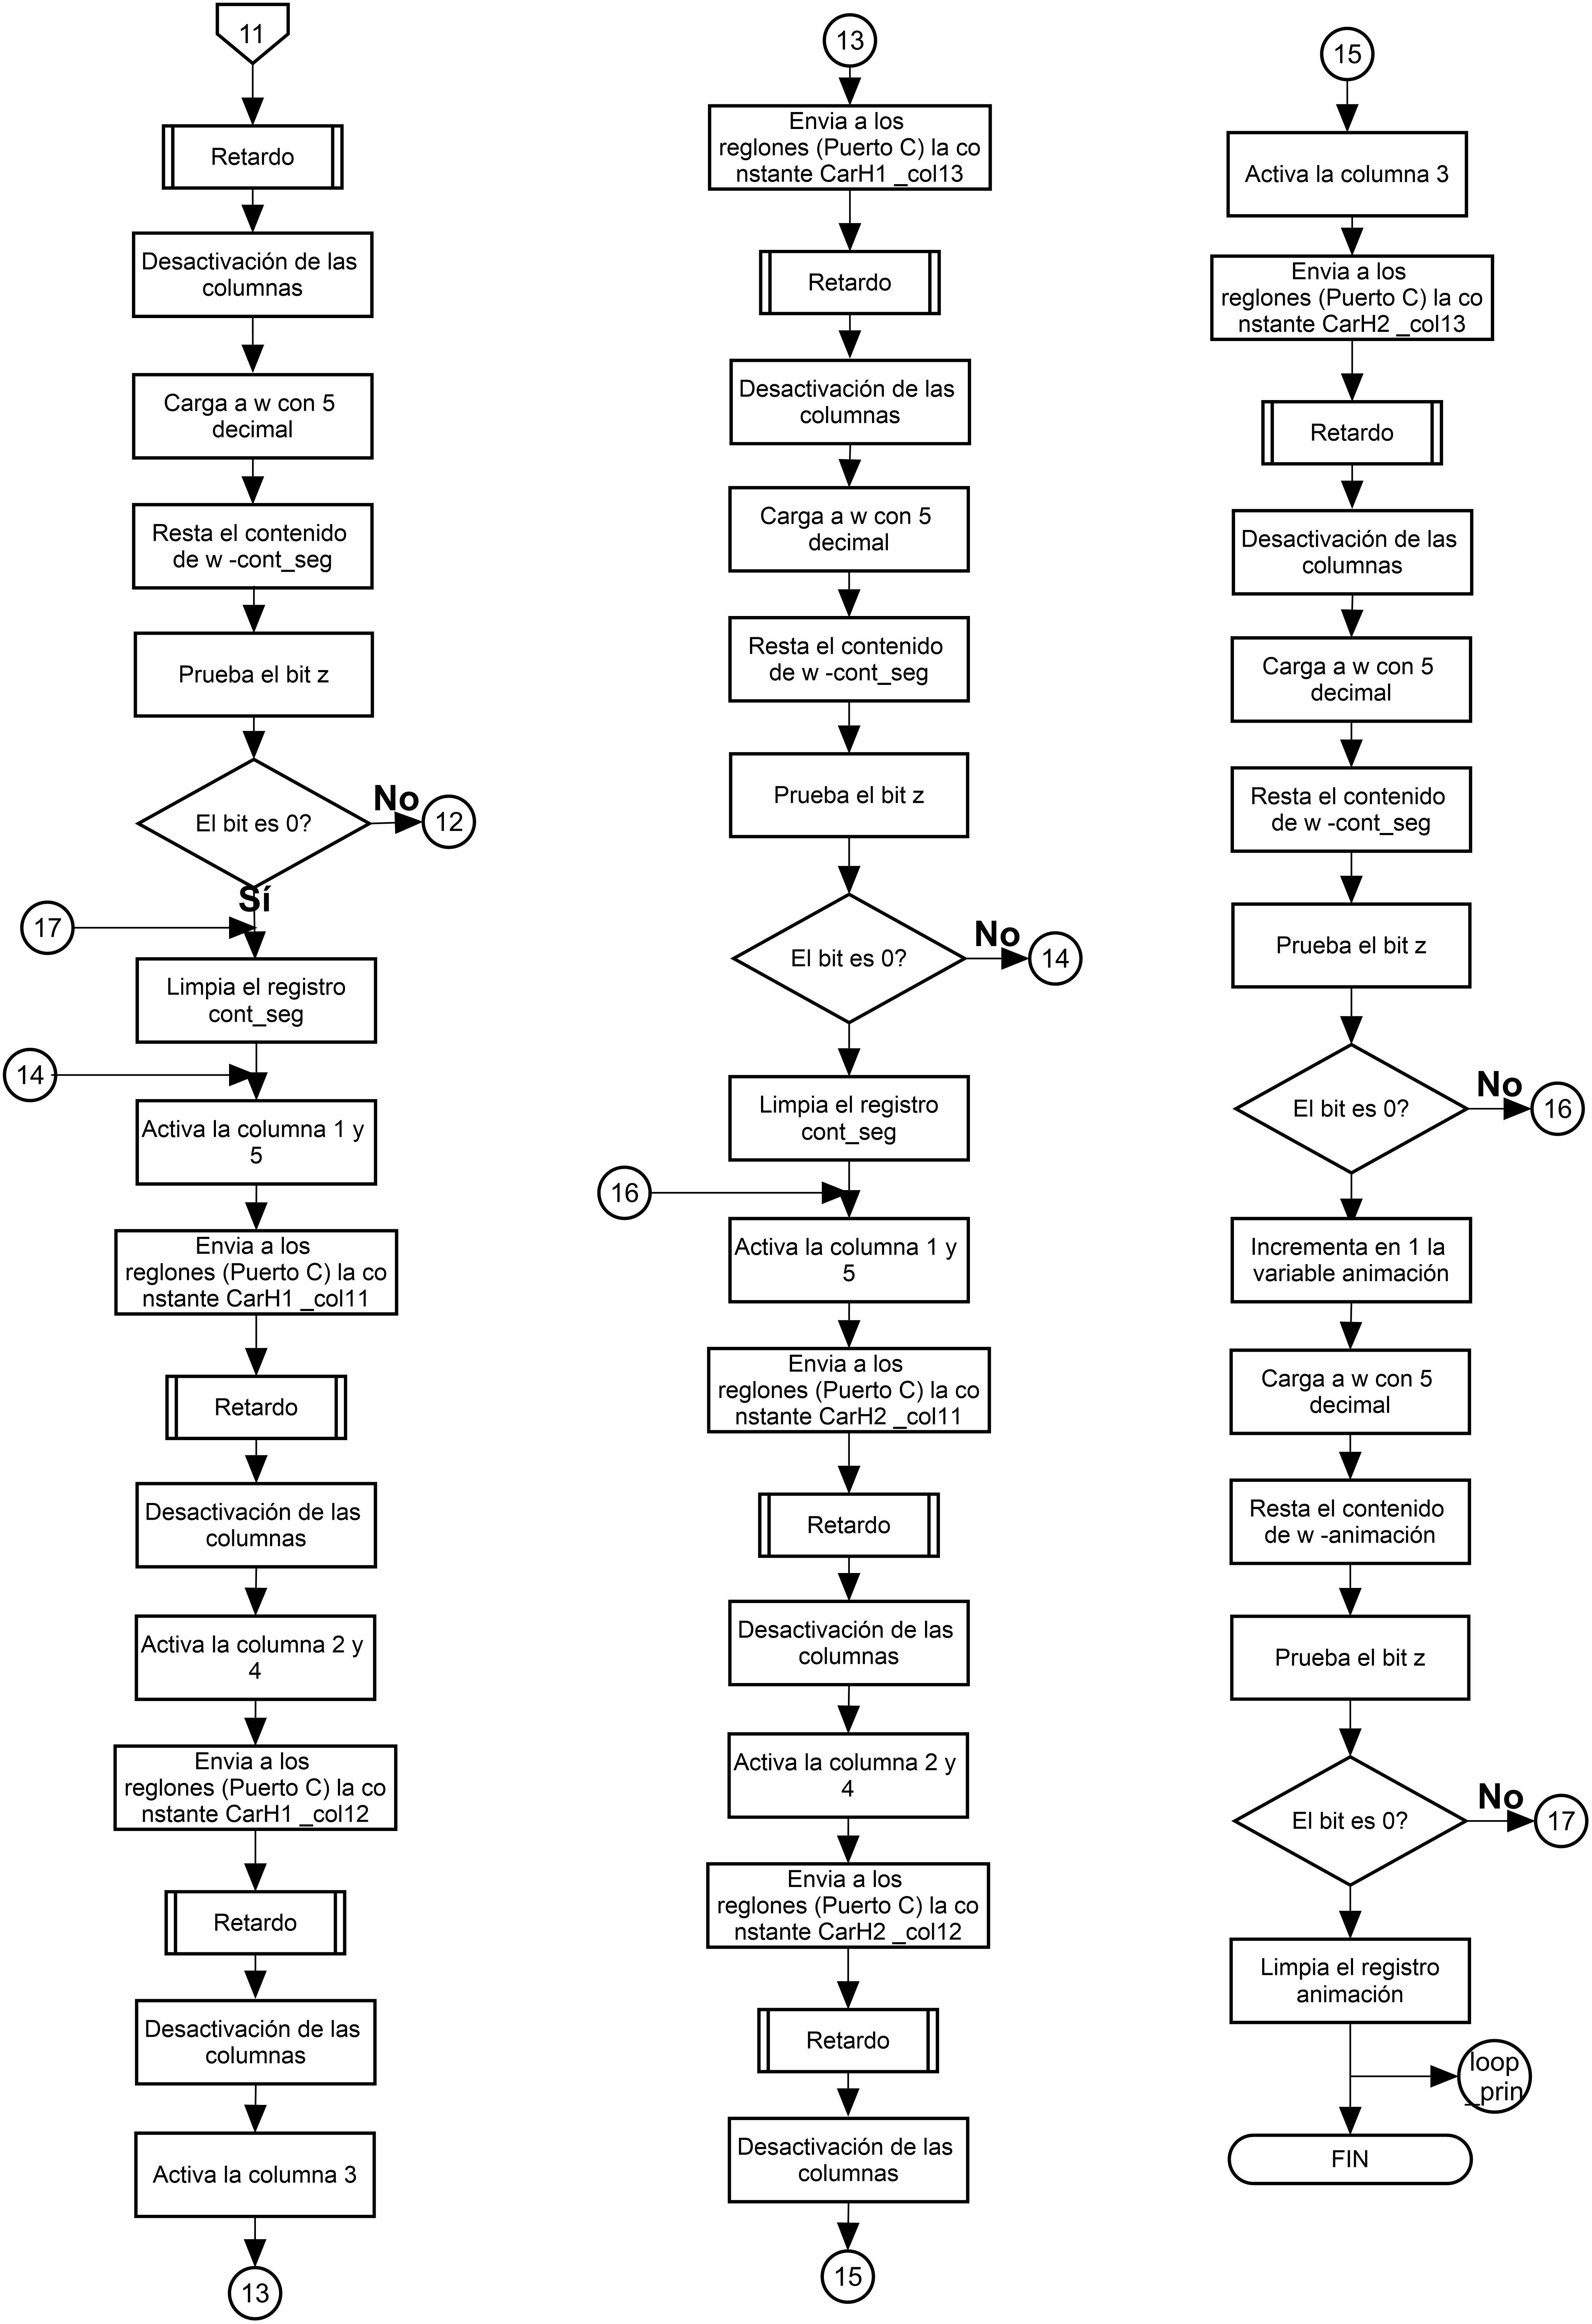 11
Retardo
Desactivación de las
columnas
Carga a w con 5
decimal
Resta el contenido
de w -cont_seg
Prueba el bit z
El bit es 0?
No
12
Sí
17
Limpia el registro
cont_seg
14
Activa la columna 1 y
5
Envia a los
reglones (Puerto C) la co
nstante CarH1 _col11
Retardo
Desactivación de las
columnas
Activa la columna 2 y
4
Envia a los
reglones (Puerto C) la co
nstante CarH1 _col12
Retardo
Desactivación de las
columnas
Activa la columna 3
13
13
Envia a los
reglones (Puerto C) la co
nstante CarH1 _col13
Retardo
Desactivación de las
columnas
Carga a w con 5
decimal
Resta el contenido
de w -cont_seg
Prueba el bit z
El bit es 0?
No
14
Limpia el registro
cont_seg
16
Activa la columna 1 y
5
Envia a los
reglones (Puerto C) la co
nstante CarH2 _col11
Retardo
Desactivación de las
columnas
Activa la columna 2 y
4
Envia a los
reglones (Puerto C) la co
nstante CarH2 _col12
Retardo
Desactivación de las
columnas
15
15
Activa la columna 3
Envia a los
reglones (Puerto C) la co
nstante CarH2 _col13
Retardo
Desactivación de las
columnas
Carga a w con 5
decimal
Resta el contenido
de w -cont_seg
Prueba el bit z
El bit es 0?
No
16
Incrementa en 1 la
variable animación
Carga a w con 5
decimal
Resta el contenido
de w -animación
Prueba el bit z
El bit es 0?
No
17
Limpia el registro
animación
loop
_prin
FIN